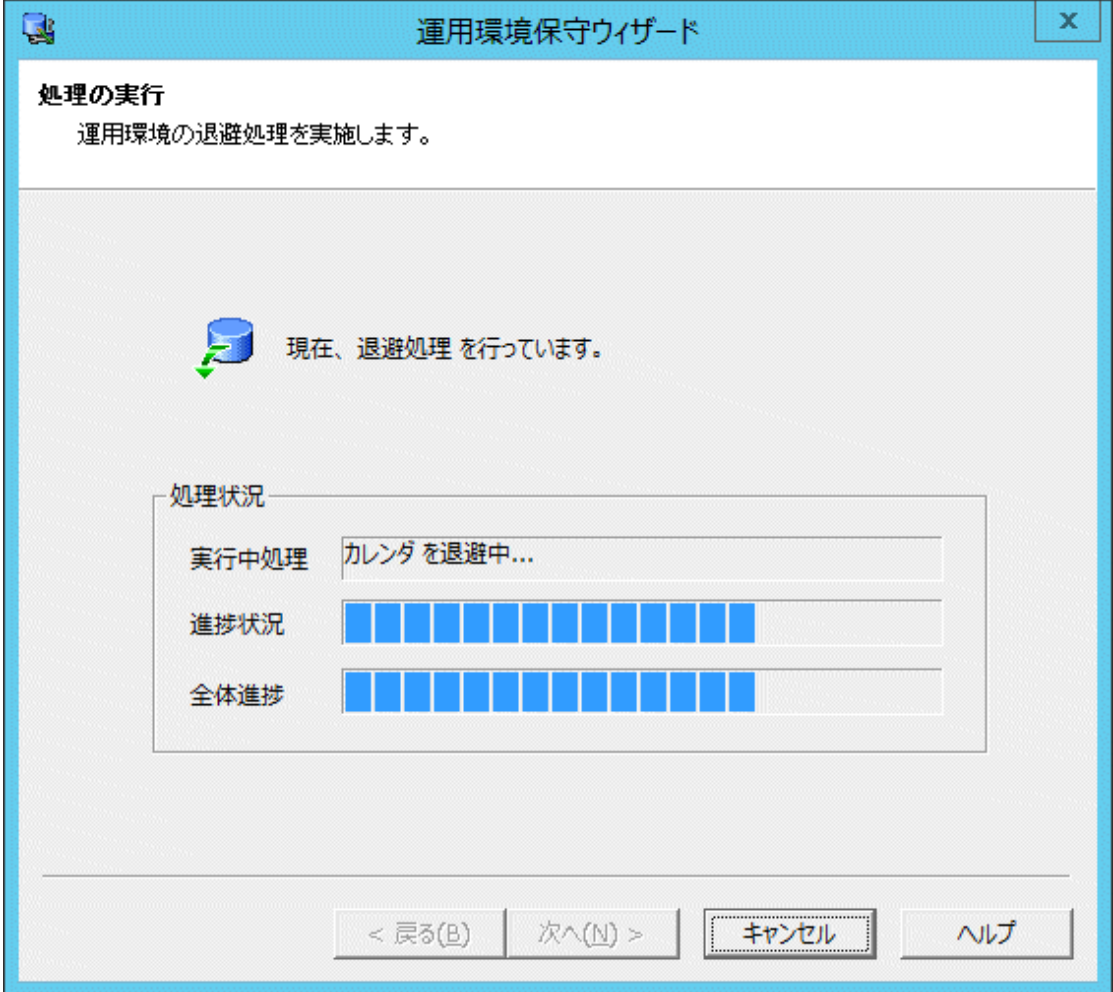 運用環境保守ウィザード
x
処理の実行
運用環境の退避処理を実施します。
現在、退避処理 を行っています。
処理状況
実行中処理 カレンダ を退避中...
進捗状況
全体進捗
< 戻る(B) 次へ(N) > キャンセル ヘルプ